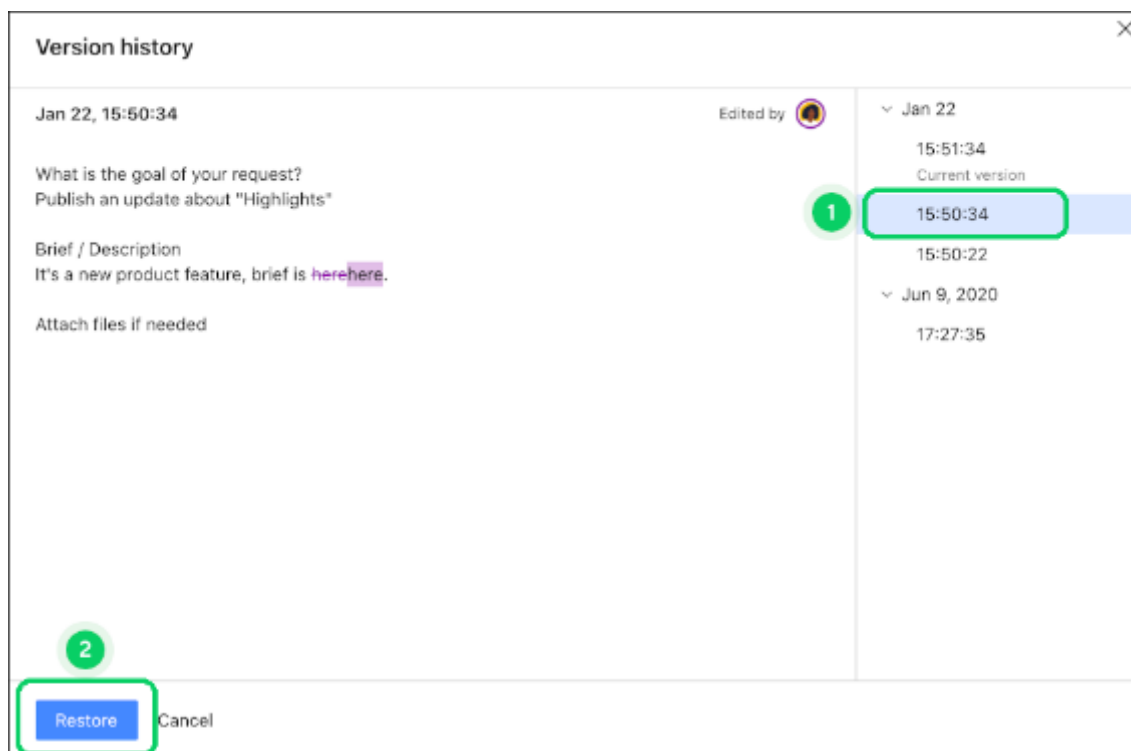 Version history
Jan 22, 15:50:34
Edited by
What is the goal of your request?
Publish an update about "Highlights"
Brief / Description
It's a new product feature, brief is herehere.
Attach files if needed
Jan 22
15:51:34
Current version
1
15:50:34
15:50:22
Jun 9, 2020
17:27:35
2
Restore
Cancel